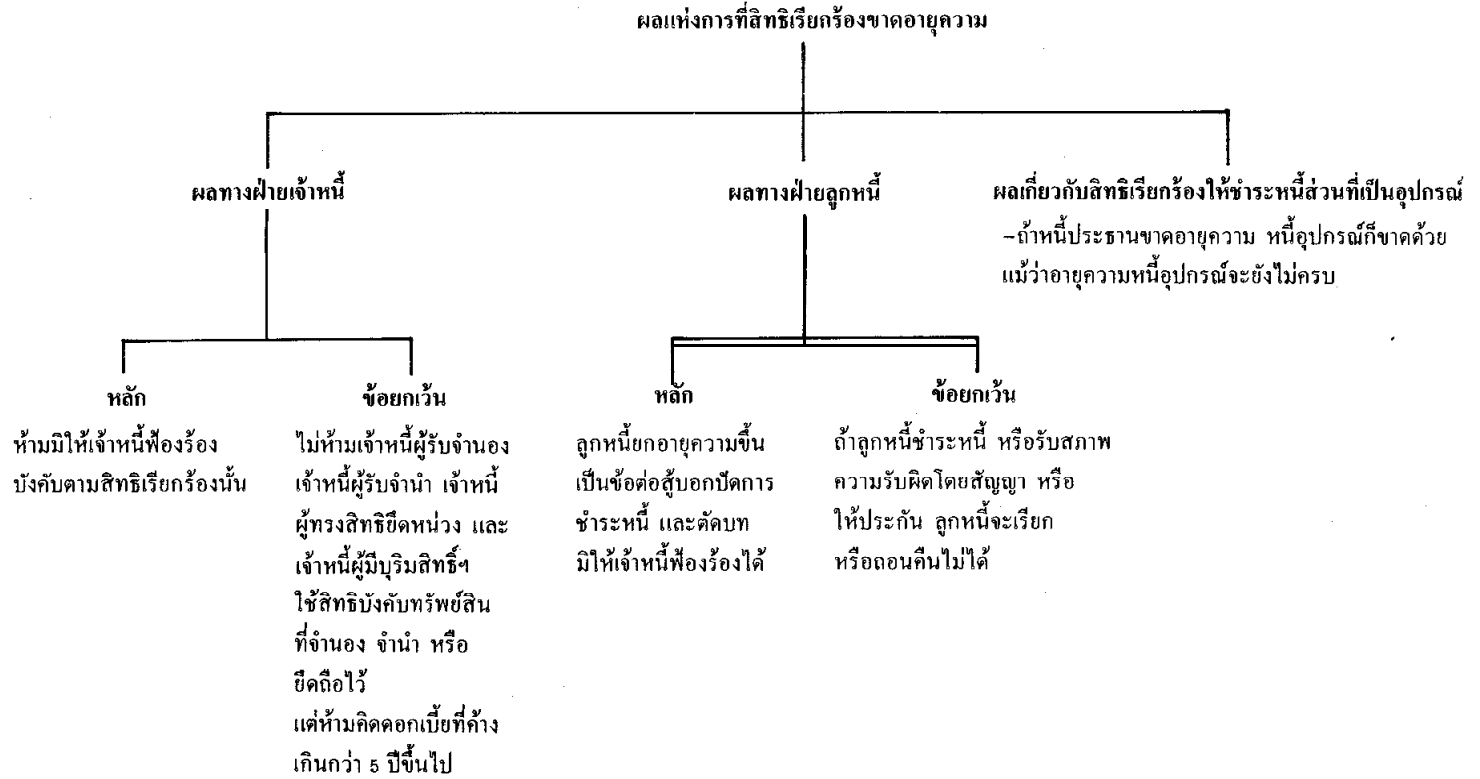 ผลแห่งการที่สิทธิเรียกร้องขาดอายุความ
ผลทางฝ่ายเจ้าหนี้
ผลทางฝ่ายลูกหนี้
ผลเกี่ยวกับสิทธิเรียกร้องให้ชำระหนี้ส่วนที่เป็นอุปกรณ์
-ถ้าหนี้ประธานขาดอายุความ หนี้อุปกรณ์ก็ขาดด้วย
แม้ว่าอายุความหนี้อุปกรณ์จะยังไม่ครบ
หลัก
ห้ามมิให้เจ้าหนี้ฟ้องร้อง
บังคับตามสิทธิเรียกร้องนั้น
ข้อยกเว้น
ไม่ห้ามเจ้าหนี้ผู้รับจำนอง
เจ้าหนี้ผู้รับจำนำ เจ้าหนี้
ผู้ทรงสิทธิยึดหน่วง และ
เจ้าหนี้ผู้มีบุริมสิทธิ์ฯ
ใช้สิทธิบังคับทรัพย์สิน
ที่จำนอง จำนำ หรือ
ยึดถือไว้
แต่ห้ามคิดดอกเบี้ยที่ค้าง
เกินกว่า 5 ปีขึ้นไป
หลัก
ลูกหนี้ยกอายุความขึ้น
เป็นข้อต่อสู้บอกปัดการ
ชำระหนี้ และตัดบท
มิให้เจ้าหนี้ฟ้องร้องได้
ข้อยกเว้น
ถ้าลูกหนี้ชำระหนี้ หรือรับสภาพ
ความรับผิดโดยสัญญา หรือ
ให้ประกัน ลูกหนี้จะเรียก
หรือถอนคืนไม่ได้